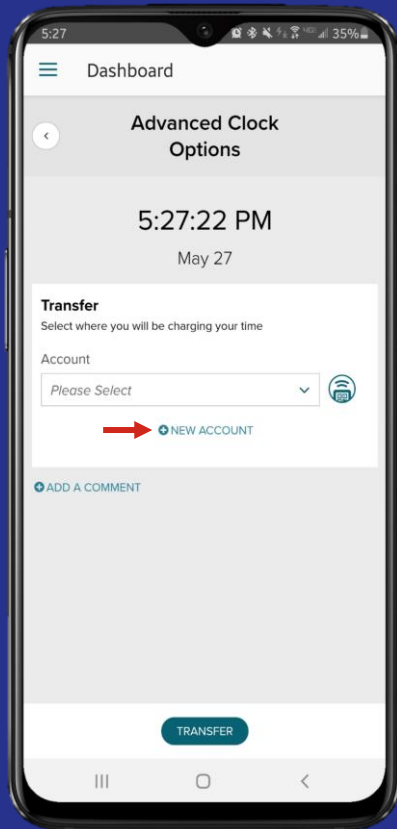 5:27
35%
Dashboard
Advanced Clock
Options
5:27:22 PM
May 27
Transfer
Select where you will be charging your time
Account
Please Select
NEW ACCOUNT
ADD A COMMENT
TRANSFER